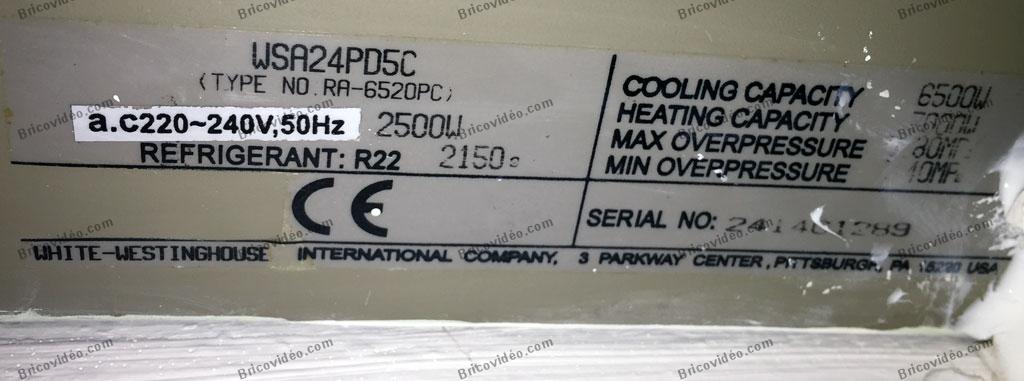 WSA24PD5C
(TYPE NO.RA-6520PC)
a.c220~240V,50Hz 2500W
REFRIGERANT: R22 2150g
COOLING CAPACITY 6500W
HEATING CAPACITY
MAX OVERPRESSURE
MIN OVERPRESSURE
CE
SERIAL NO:
WHITE-WESTINGHOUSE INTERNATIONAL COMPANY, 3 PARKWAY CENTER, PITTSBURGH, PA 15220 USA
Bricovidéo.com